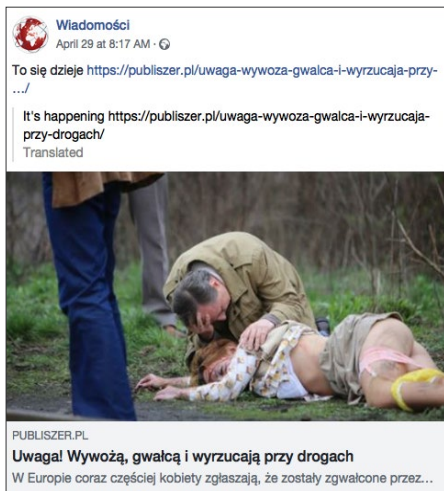 Wiadomości
April 29 at 8:17 AM ·
To się dzieje https://publiszer.pl/uwaga-wywoza-gwalca-i-wyrzucaja-przy-
…/
It's happening https://publiszer.pl/uwaga-wywoza-gwalca-i-wyrzucaja-
przy-drogach/
Translated
PUBLISZER.PL
Uwaga! Wywożą, gwałcą i wyrzucają przy drogach
W Europie coraz częściej kobiety zgłaszają, że zostały zgwałcone przez…